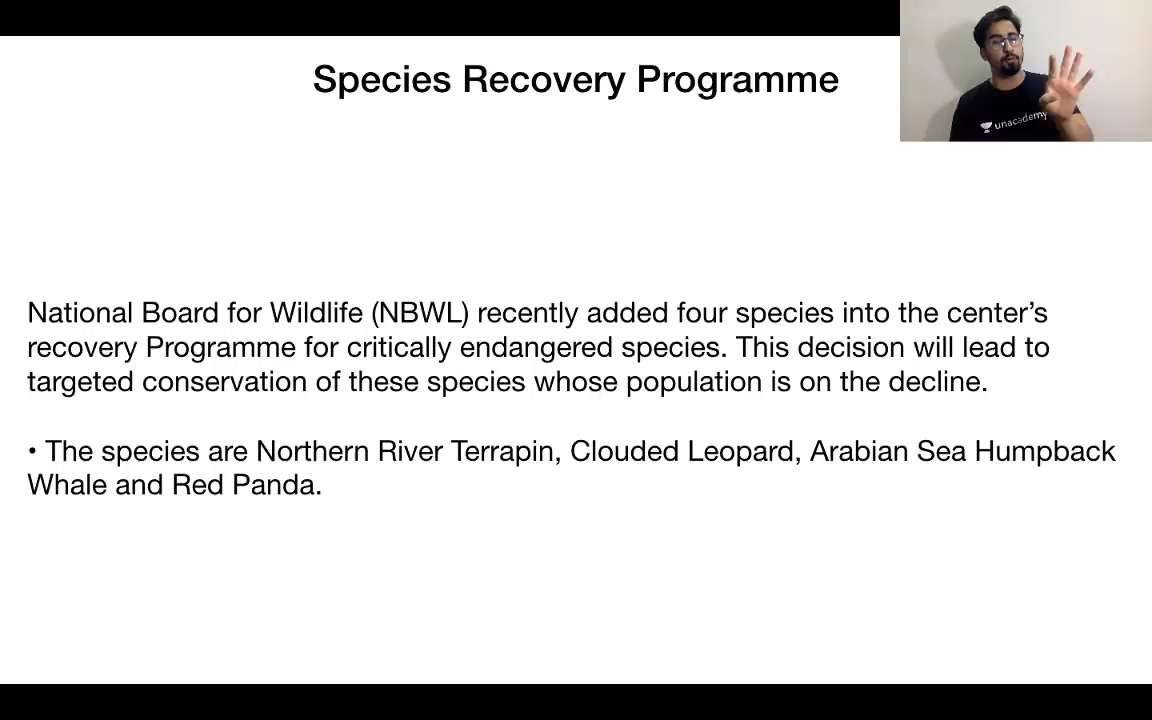 Species Recovery Programme
unacademy
National Board for Wildlife (NBWL) recently added four species into the center’s
recovery Programme for critically endangered species. This decision will lead to
targeted conservation of these species whose population is on the decline.
• The species are Northern River Terrapin, Clouded Leopard, Arabian Sea Humpback
Whale and Red Panda.